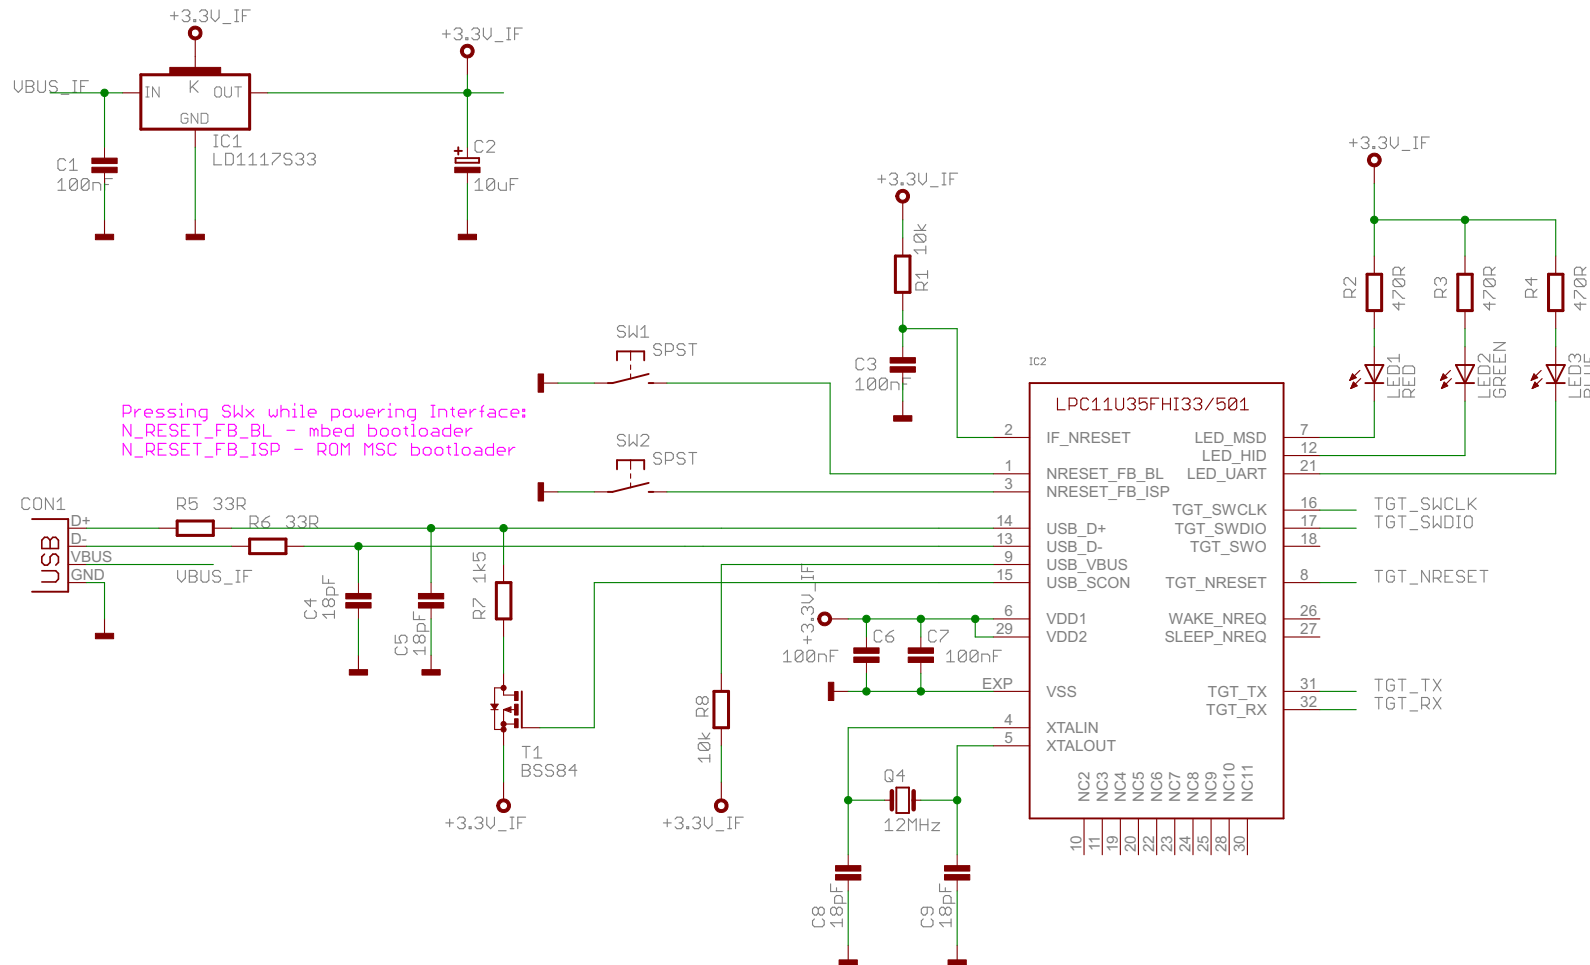 +3.3V_IF
VBUS_IF
IN
K
OUT
GND
IC1
LD1117S33
C1
100nF
+3.3V_IF
C2
10uF
+3.3V_IF
R1
10k
C3
100nF
+3.3V_IF
R2
470R
R3
470R
R4
470R
LED1
RED
LED2
GREEN
LED3
SW1
SPST
SW2
SPST
Pressing SWx while powering Interface:
N_RESET_FB_BL - mbed bootloader
N_RESET_FB_ISP - ROM MSC bootloader
CON1
USB
D+
D-
VBUS
GND
R5 33R
R6 33R
VBUS_IF
C4
18pF
C5
18pF
R7 1k5
T1
BSS84
+3.3V_IF
R8
10k
+3.3V_IF
+3.3V_IF
C6
100nF
C7
100nF
Q4
12MHz
C8
18pF
C9
18pF
IC2
LPC11U35FHI33/501
2 IF_NRESET
1 NRESET_FB_BL
3 NRESET_FB_ISP
14 USB_D+
13 USB_D-
9 USB_VBUS
15 USB_SCON
6 VDD1
29 VDD2
EXP VSS
4 XTALIN
5 XTALOUT
LED_MSD 7
LED_HID 12
LED_UART 21
TGT_SWCLK 16 TGT_SWCLK
TGT_SWDIO 17 TGT_SWDIO
TGT_SWO 18
TGT_NRESET 8 TGT_NRESET
WAKE_NREQ 26
SLEEP_NREQ 27
TGT_TX 31 TGT_TX
TGT_RX 32 TGT_RX
NC2 NC3 NC4 NC5 NC6 NC7 NC8 NC9 NC10 NC11
10 11 19 20 22 23 24 25 28 30